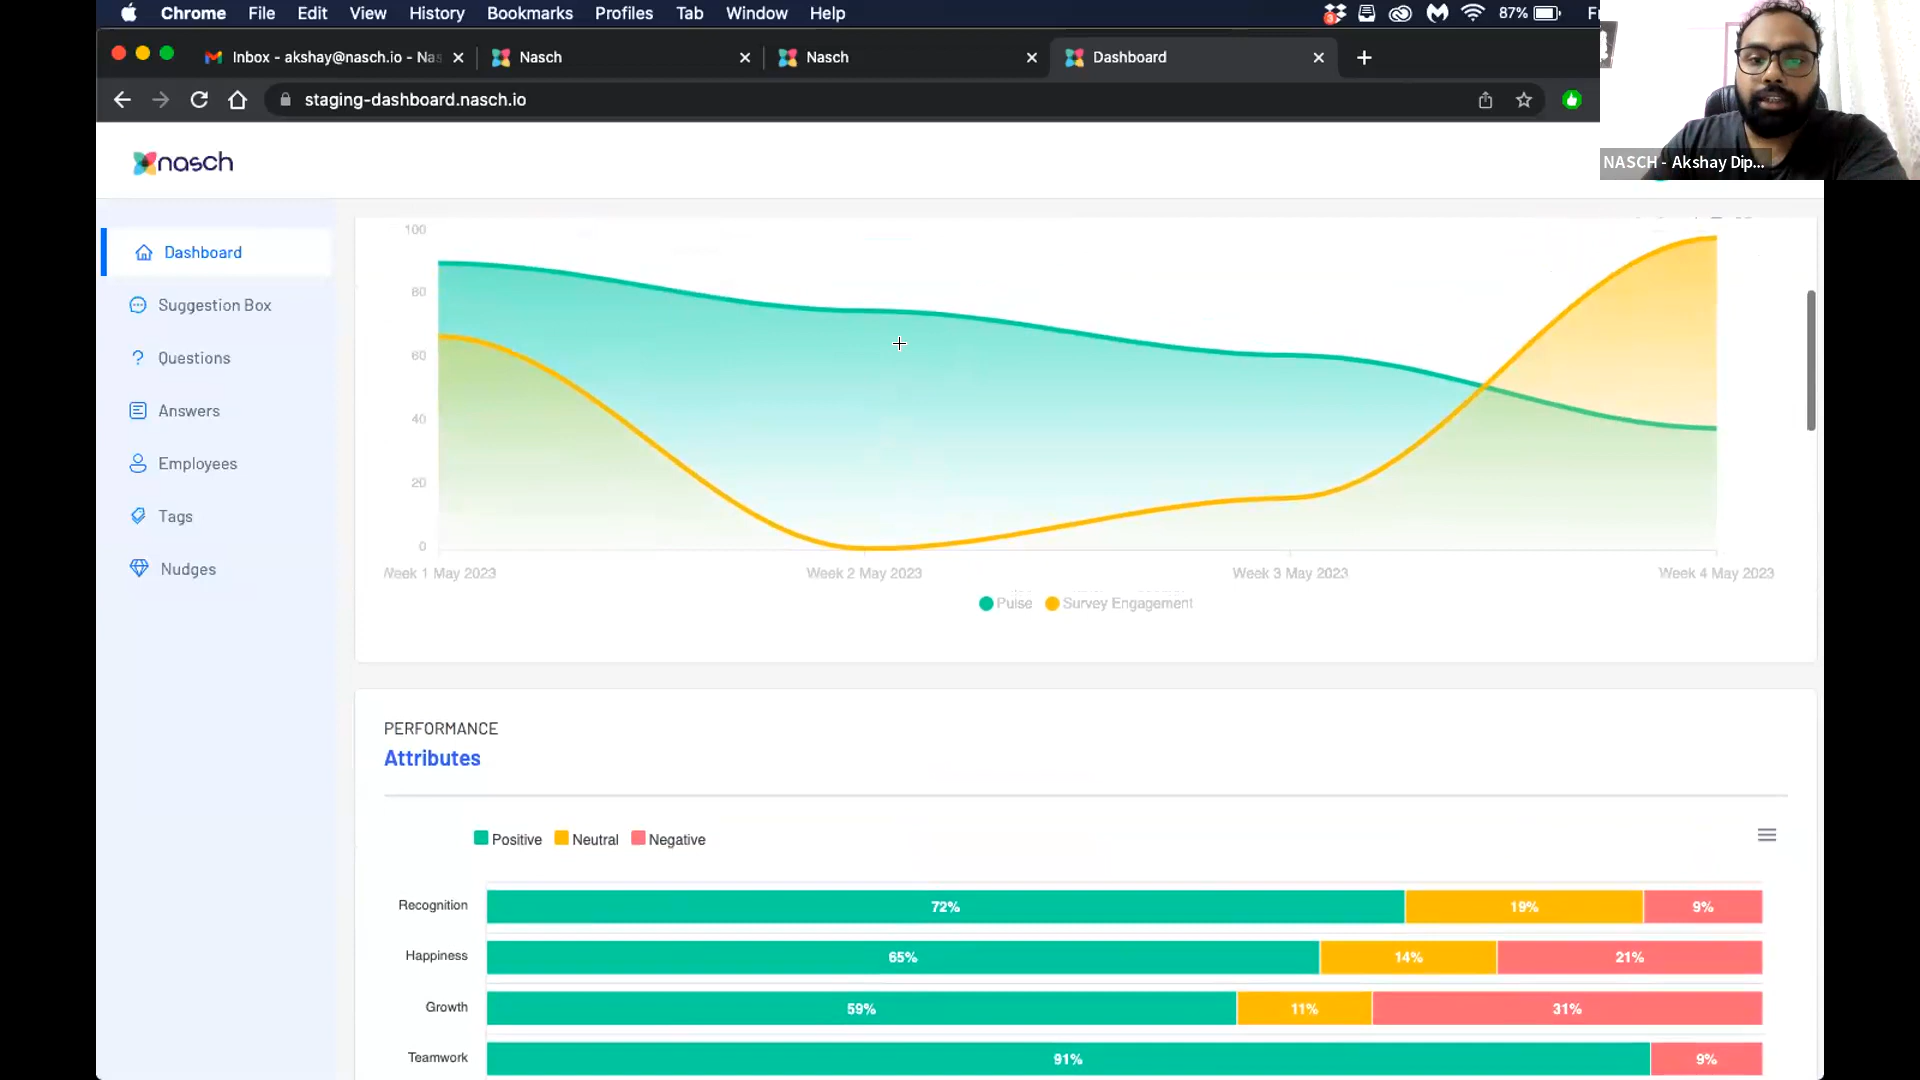 Chrome File Edit View History Bookmarks Profiles Tab Window Help
3
87%
Inbox - akshay@nasch.io - Nas
Nasch
Nasch
Dashboard
staging-dashboard.nasch.io
NASCH - Akshay Dip...
nasch
Dashboard
Suggestion Box
Questions
Answers
Employees
Tags
Nudges
100
80
60
40
20
0
Week 1 May 2023 Week 2 May 2023 Week 3 May 2023 Week 4 May 2023
Pulse Survey Engagement
PERFORMANCE
Attributes
Positive Neutral Negative
Recognition 72% 19% 9%
Happiness 65% 14% 21%
Growth 59% 11% 31%
Teamwork 91% 9%